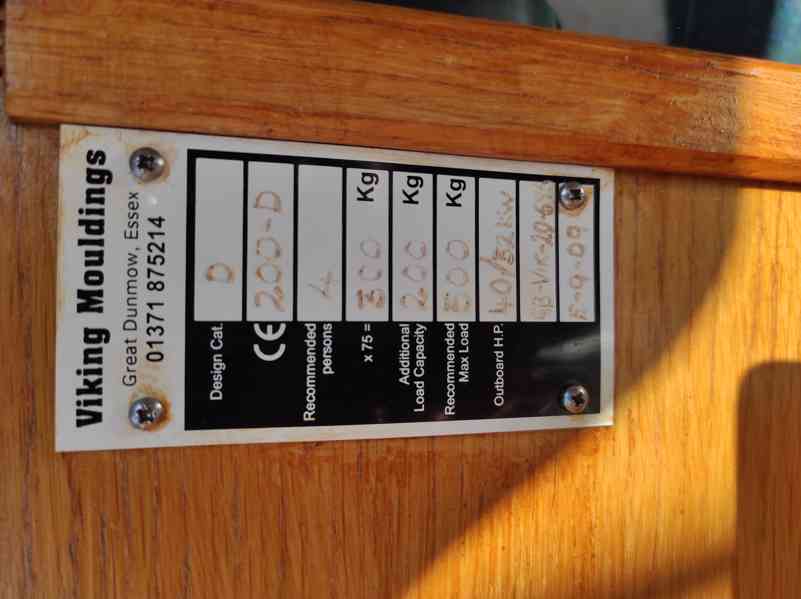 Viking Mouldings
Great Dunmow, Essex
01371 875214
Design Cat. D
CE 200-D
Recommended persons 4
x 75 = 300 Kg
Additional Load Capacity 200 Kg
Recommended Max Load 500 Kg
Outboard H.P. 40/